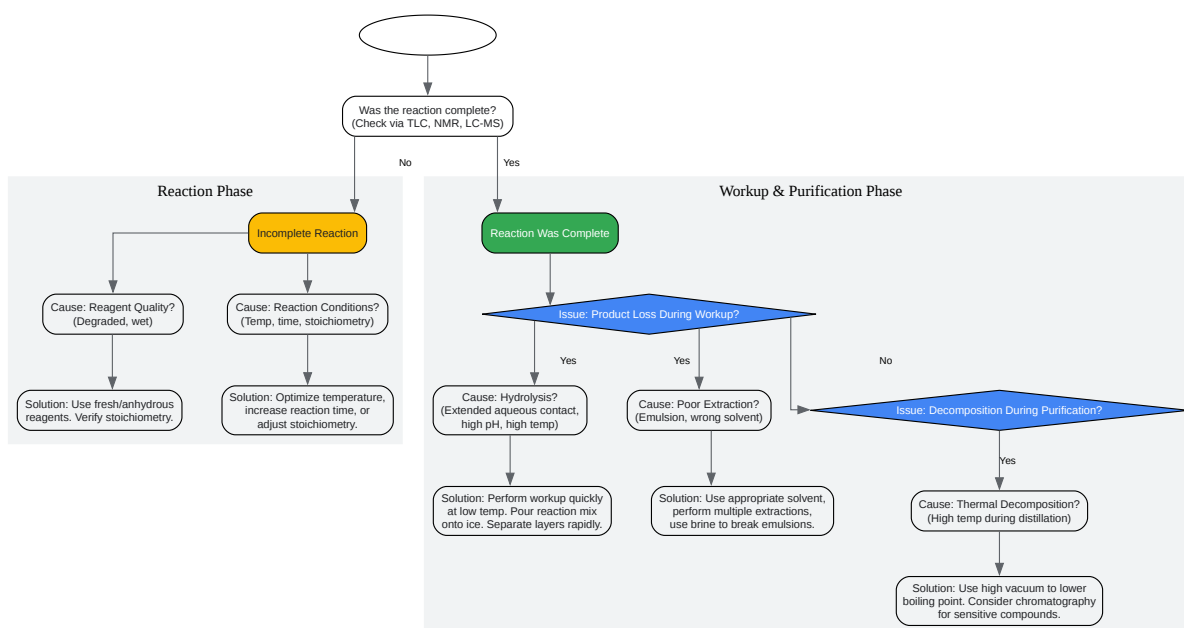 Was the reaction complete?
(Check via TLC, NMR, LC-MS)
No
Yes
Reaction Phase
Workup & Purification Phase
Incomplete Reaction
Reaction Was Complete
Cause: Reagent Quality?
(Degraded, wet)
Cause: Reaction Conditions?
(Temp, time, stoichiometry)
Issue: Product Loss During Workup?
Yes
Yes
No
Solution: Use fresh/anhydrous
reagents. Verify stoichiometry.
Solution: Optimize temperature,
increase reaction time, or
adjust stoichiometry.
Cause: Hydrolysis?
(Extended aqueous contact,
high pH, high temp)
Cause: Poor Extraction?
(Emulsion, wrong solvent)
Issue: Decomposition During Purification?
Yes
Solution: Perform workup quickly
at low temp. Pour reaction mix
onto ice. Separate layers rapidly.
Solution: Use appropriate solvent,
perform multiple extractions,
use brine to break emulsions.
Cause: Thermal Decomposition?
(High temp during distillation)
Solution: Use high vacuum to lower
boiling point. Consider chromatography
for sensitive compounds.